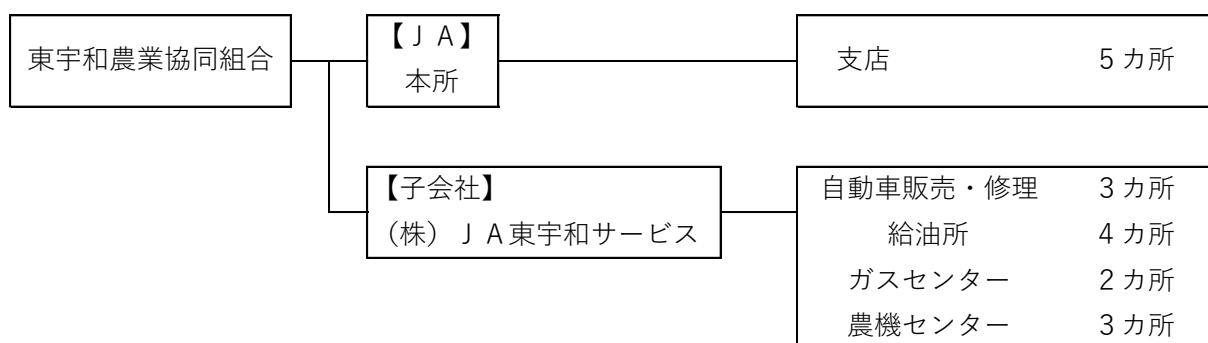 東宇和農業協同組合
【ＪＡ】
本所
支店 5カ所
【子会社】
（株）ＪＡ東宇和サービス
自動車販売・修理 3カ所
給油所 4カ所
ガスセンター 2カ所
農機センター 3カ所